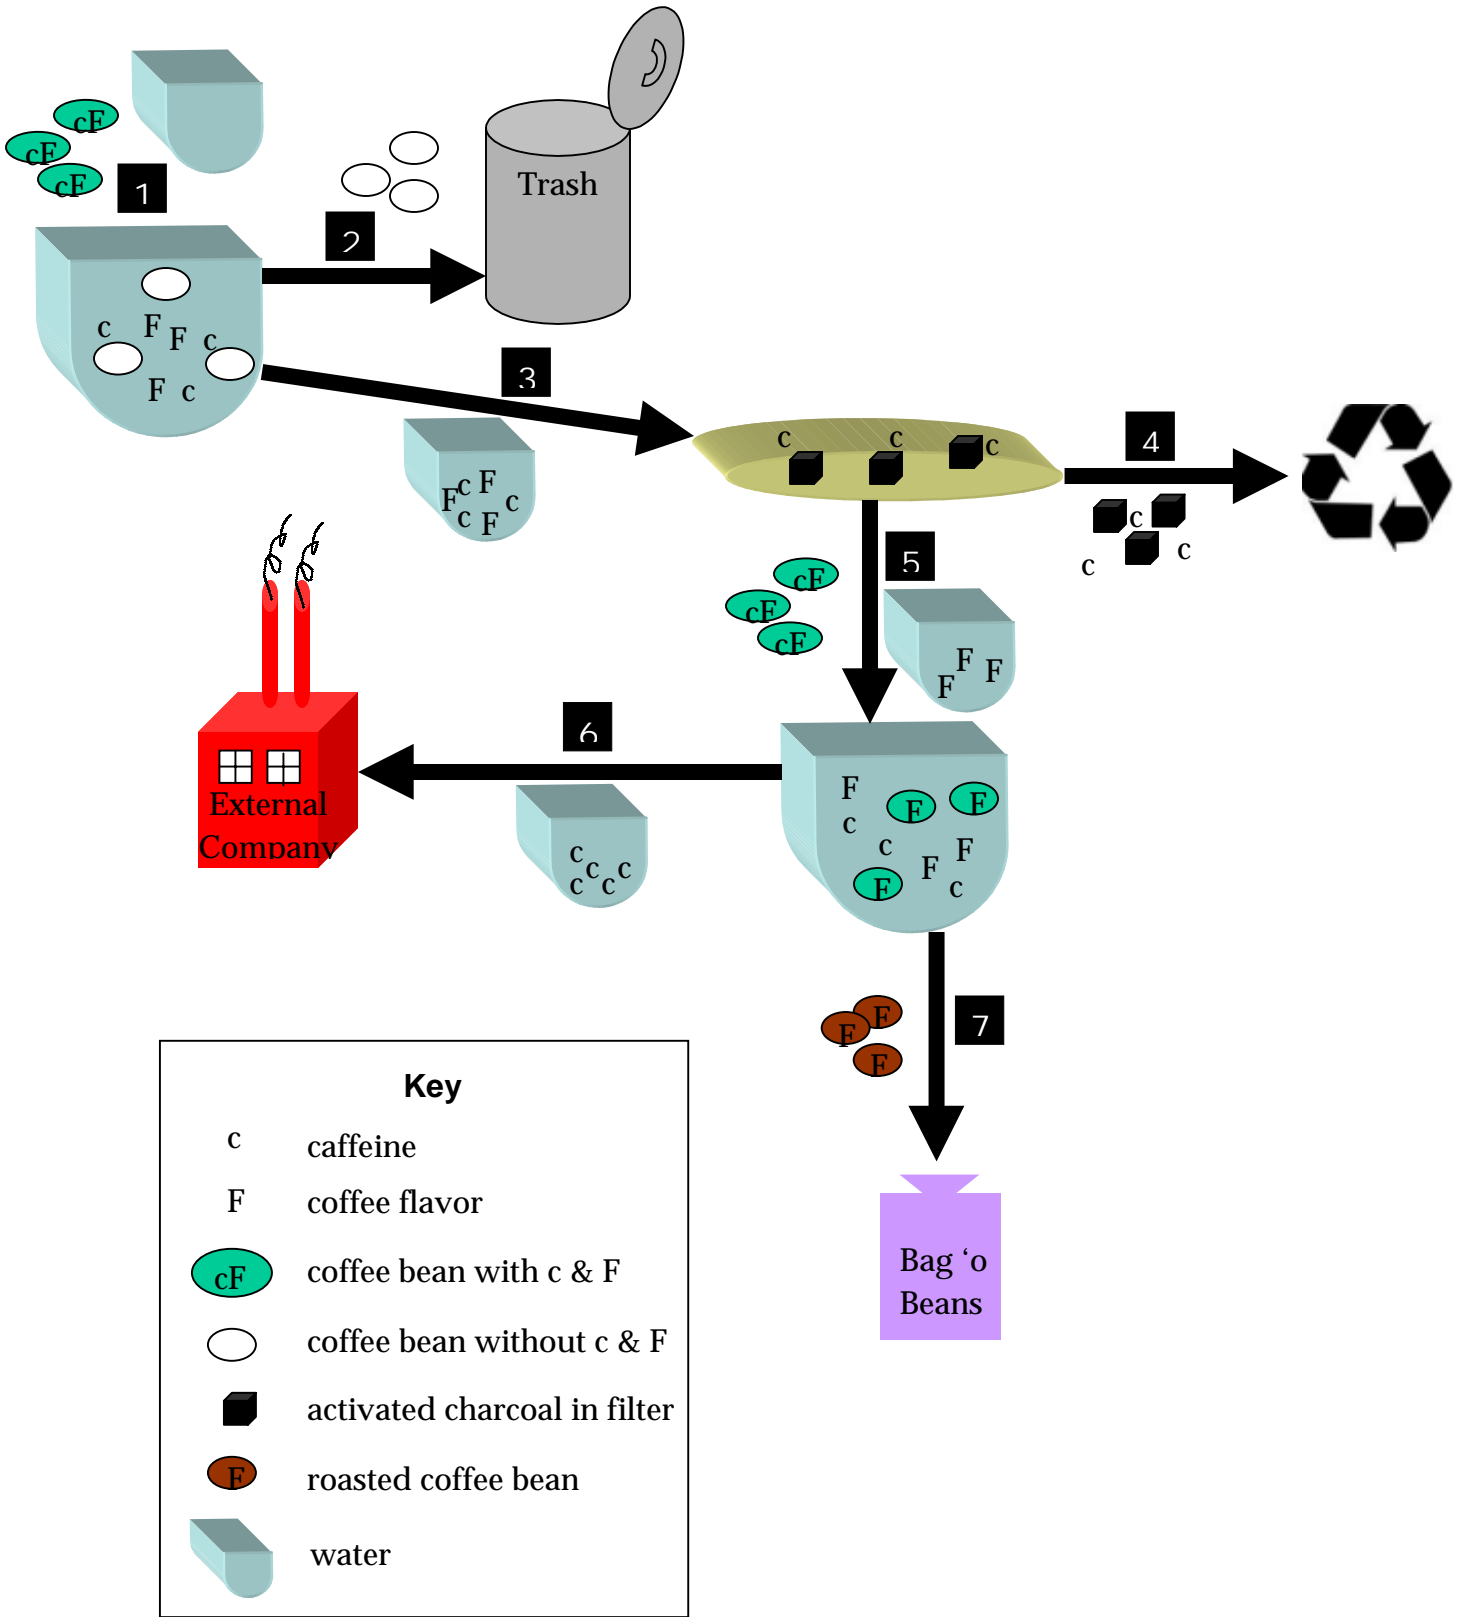 cF
cF
cF
1
2
Trash
c F F c
F c
3
c c c
4
F c F c
c F
c
c c
5
cF
cF
cF
F F
F
6
External
Company
F
c
F F
c F F
F c
c
c c
c c
7
F
F
F
Bag ‘o
Beans
Key
c caffeine
F coffee flavor
cF coffee bean with c & F
coffee bean without c & F
activated charcoal in filter
F roasted coffee bean
water